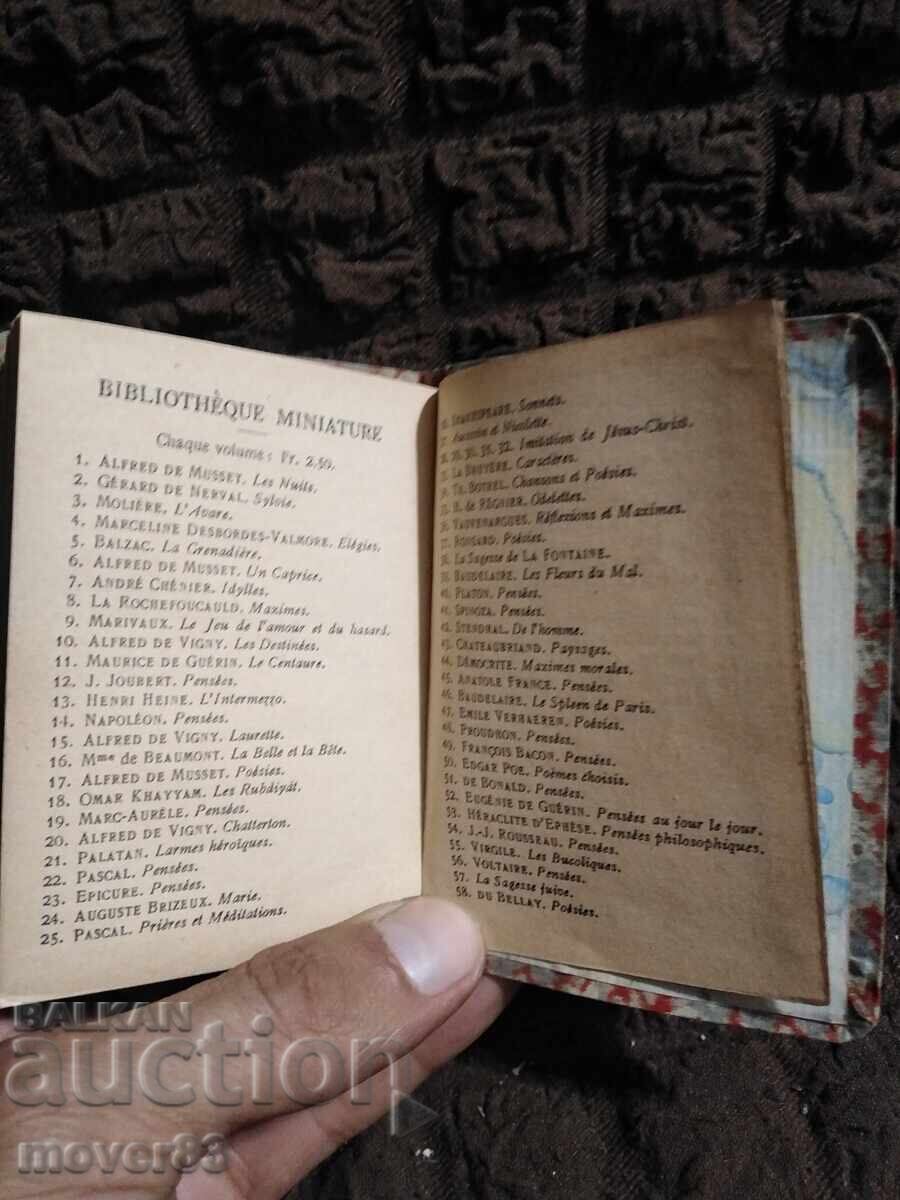 BIBLIOTHÈQUE MINIATURE
Chaque volume: Fr. 2.50.
1. ALFRED DE MUSSET. Les Nuits.
2. GÉRARD DE NERVAL. Sylvie.
3. MOLIÈRE. L'Avare.
4. MARCELINE DESBORDES-VALMORE. Elégies.
5. BALZAC. La Grenadière.
6. ALFRED DE MUSSET. Un Caprice.
7. ANDRÉ CHÉNIER. Idylles.
8. LA ROCHEFOUCAULD. Maximes.
9. MARIVAUX. Le Jeu de l'amour et du hasard.
10. ALFRED DE VIGNY. Les Destinées.
11. MAURICE DE GUÉRIN. Le Centaure.
12. J. JOUBERT. Pensées.
13. HENRI HEINE. L'Intermezzo.
14. NAPOLÉON. Pensées.
15. ALFRED DE VIGNY. Laurette.
16. Mme de BEAUMONT. La Belle et la Bête.
17. ALFRED DE MUSSET. Poésies.
18. OMAR KHAYYAM. Les Rubáiyát.
19. MARC-AURÈLE. Pensées.
20. ALFRED DE VIGNY. Chatterton.
21. PALATAN. Larmes héroïques.
22. PASCAL. Pensées.
23. EPICURE. Pensées.
24. AUGUSTE BRIZEUX. Marie.
25. PASCAL. Prières et Méditations.
SHAKESPEARE. Sonnets.
Aucassin et Nicolette.
32. Imitation de Jésus-Christ.
LA BRUYÈRE. Caractères.
TH. BOTREL. Chansons et Poésies.
H. de RÉGNIER. Odelettes.
VAUVENARGUES. Réflexions et Maximes.
37. RONSARD. Poésies.
38. La Sagesse de LA FONTAINE.
39. BAUDELAIRE. Les Fleurs du Mal.
40. PLATON. Pensées.
41. SPINOZA. Pensées.
42. STENDHAL. De l'homme.
43. CHATEAUBRIAND. Paysages.
44. DÉMOCRITE. Maximes morales.
45. ANATOLE FRANCE. Pensées.
46. BAUDELAIRE. Le Spleen de Paris.
47. EMILE VERHAEREN. Poésies.
48. PROUDHON. Pensées.
49. FRANÇOIS BACON. Pensées.
50. EDGAR POE. Poèmes choisis.
51. DE BONALD. Pensées.
52. EUGÉNIE DE GUÉRIN. Pensées au jour le jour.
53. HÉRACLITE D'EPHÈSE. Pensées philosophiques.
54. J.-J. ROUSSEAU. Pensées.
55. VIRGILE. Les Bucoliques.
56. VOLTAIRE. Pensées.
57. La Sagesse juive.
58. DU BELLAY. Poésies.
BALKAN
auction
mover83